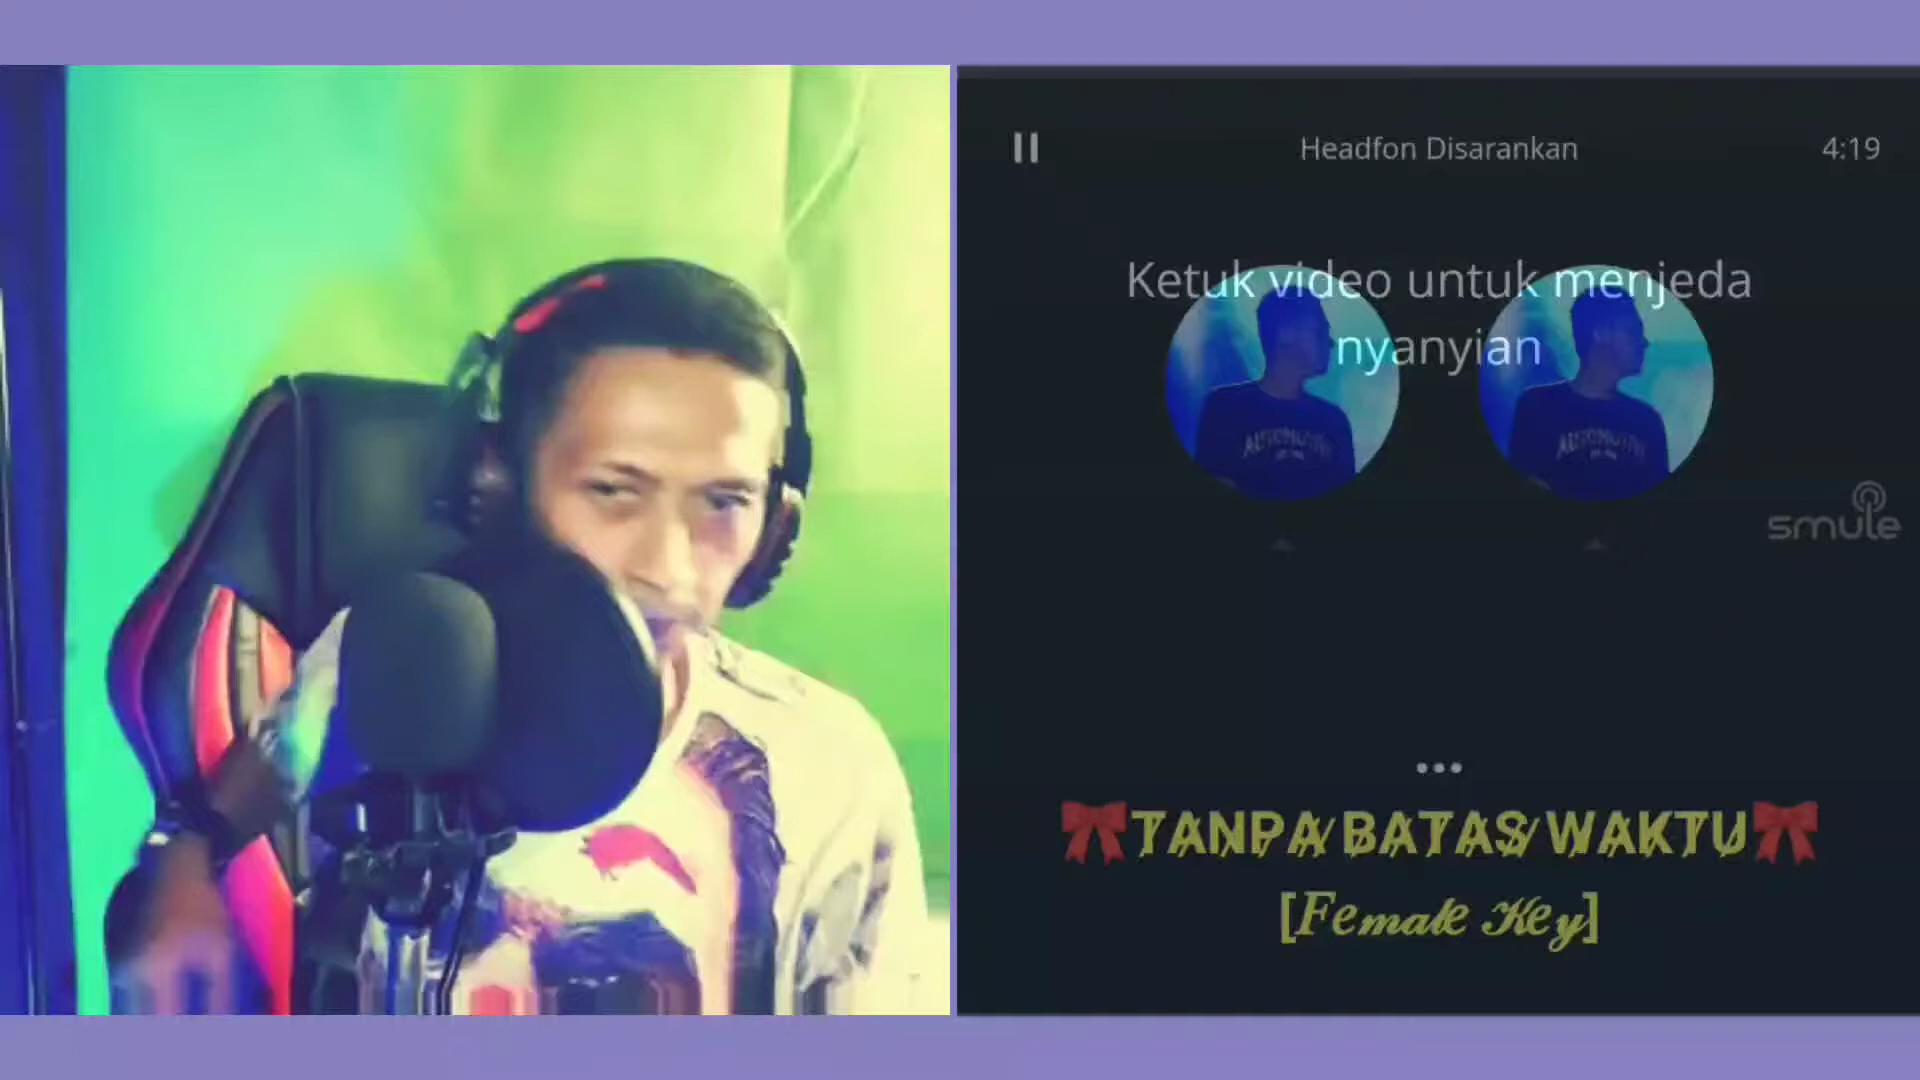 Headfon Disarankan
4:19
Ketuk video untuk menjeda
nyanyian
smule
TANPA BATAS WAKTU
[Female Key]